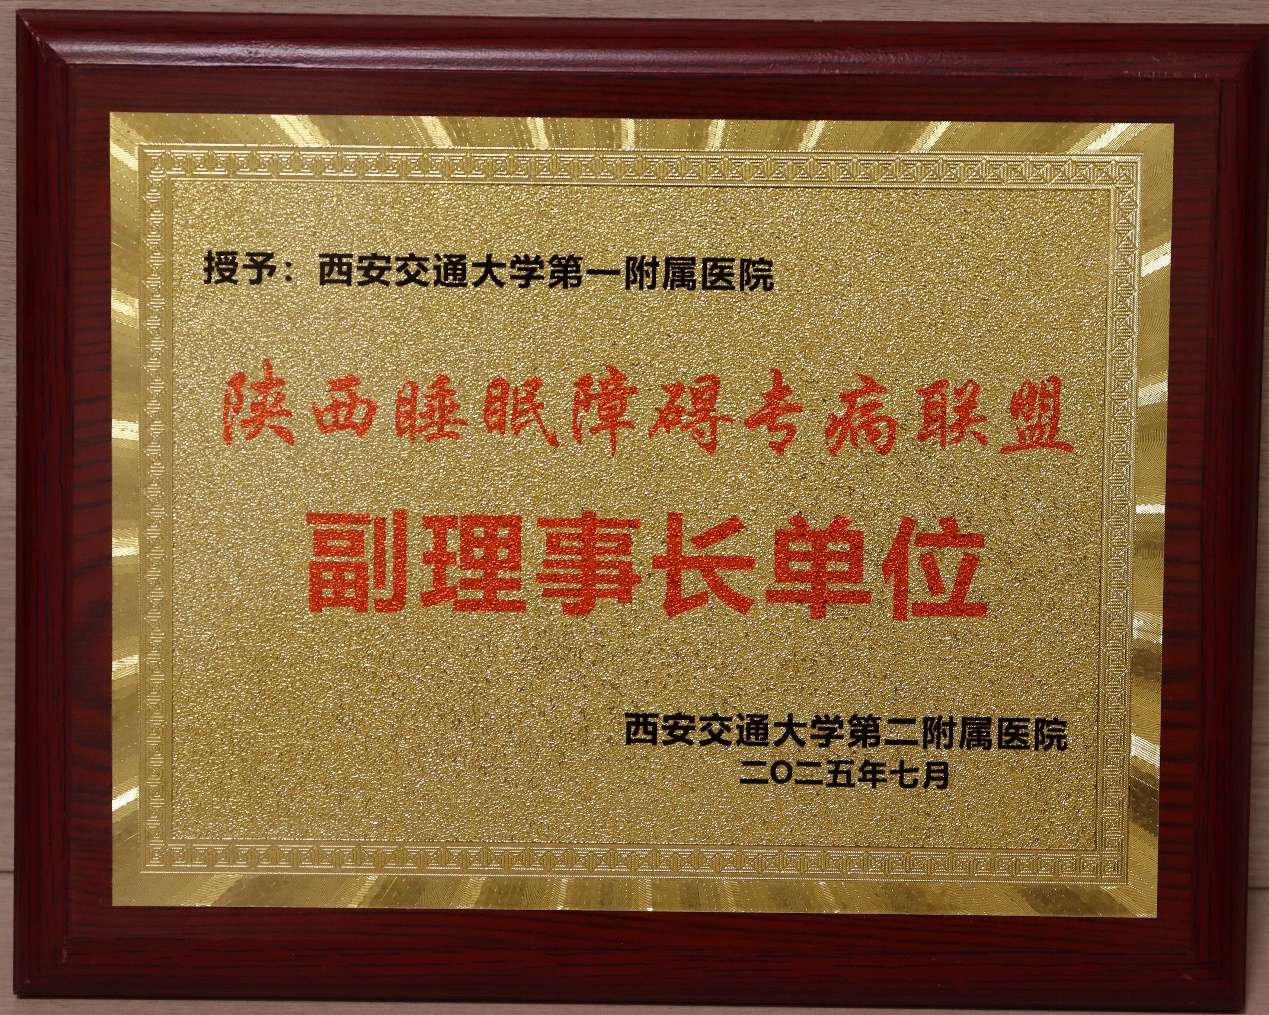 授予：西安交通大学第一附属医院
陕西睡眠障碍专病联盟
副理事长单位
西安交通大学第二附属医院
二〇二五年七月